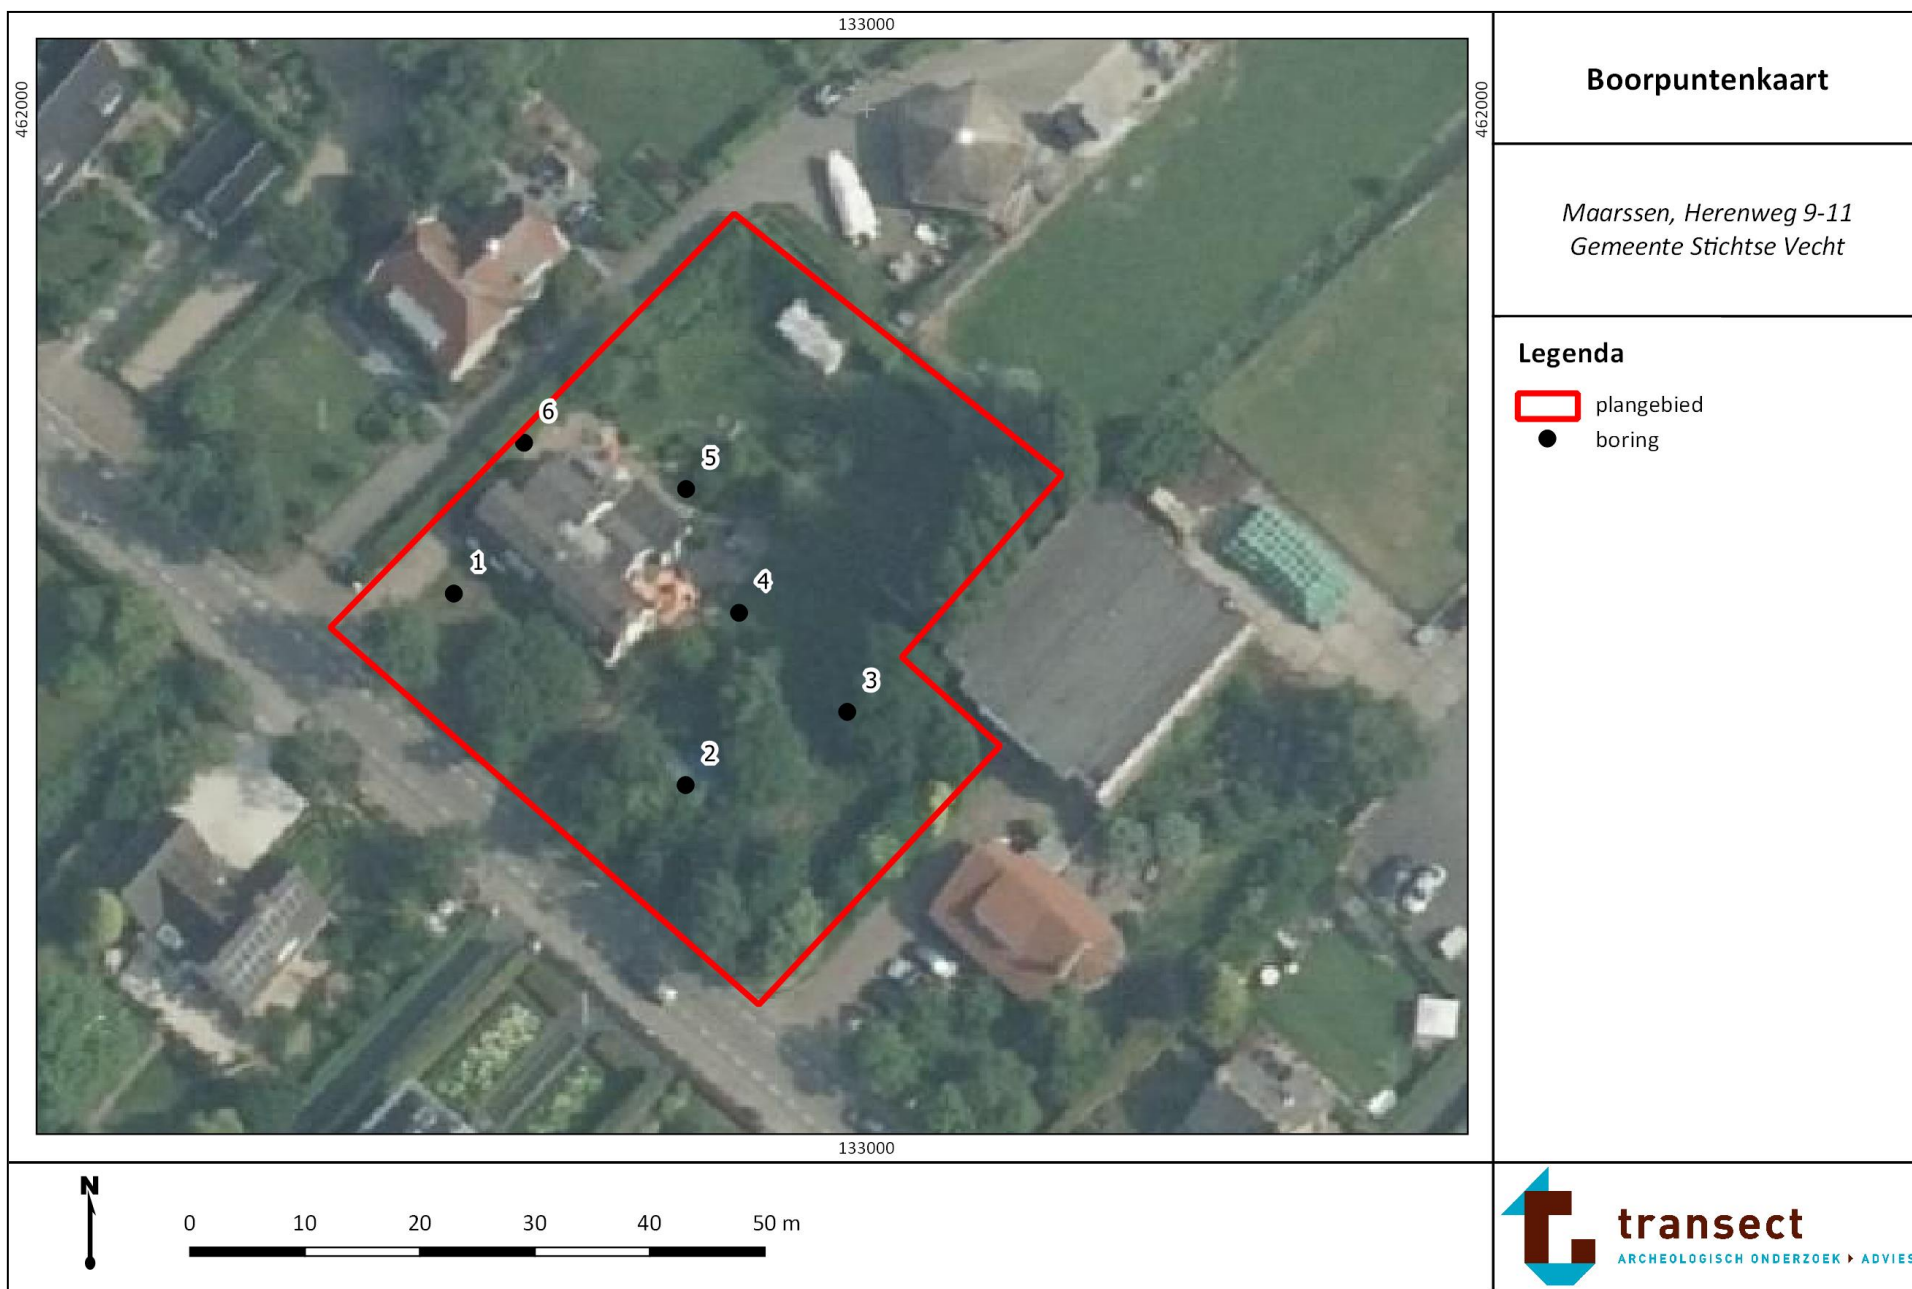 133000
462000
462000
Boorpuntenkaart
Maarssen, Herenweg 9-11
Gemeente Stichtse Vecht
Legenda
plangebied
boring
6
5
1
4
3
2
133000
N
0 10 20 30 40 50 m
transect
ARCHEOLOGISCH ONDERZOEK ADVIES